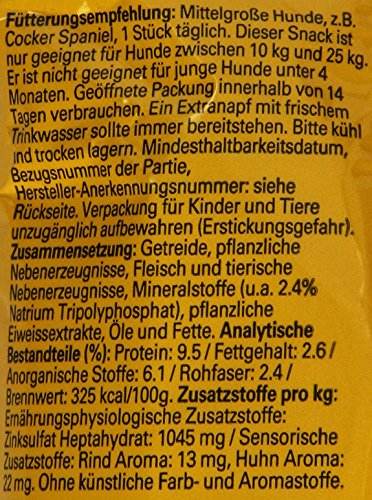 Fütterungsempfehlung: Mittelgroße Hunde, z.B.
Cocker Spaniel, 1 Stück täglich. Dieser Snack ist
nur geeignet für Hunde zwischen 10 kg und 25 kg.
Er ist nicht geeignet für junge Hunde unter 4
Monaten. Geöffnete Packung innerhalb von 14
Tagen verbrauchen. Ein Extranapf mit frischem
Trinkwasser sollte immer bereitstehen. Bitte kühl
und trocken lagern. Mindesthaltbarkeitsdatum,
Bezugsnummer der Partie,
Hersteller-Anerkennungsnummer: siehe
Rückseite. Verpackung für Kinder und Tiere
unzugänglich aufbewahren (Erstickungsgefahr).
Zusammensetzung: Getreide, pflanzliche
Nebenerzeugnisse, Fleisch und tierische
Nebenerzeugnisse, Mineralstoffe (u.a. 2.4%
Natrium Tripolyphosphat), pflanzliche
Eiweissextrakte, Öle und Fette. Analytische
Bestandteile (%): Protein: 9.5 / Fettgehalt: 2.6 /
Anorganische Stoffe: 6.1 / Rohfaser: 2.4 /
Brennwert: 325 kcal/100g. Zusatzstoffe pro kg:
Ernährungsphysiologische Zusatzstoffe:
Zinksulfat Heptahydrat: 1045 mg / Sensorische
Zusatzstoffe: Rind Aroma: 13 mg, Huhn Aroma:
22 mg. Ohne künstliche Farb- und Aromastoffe.